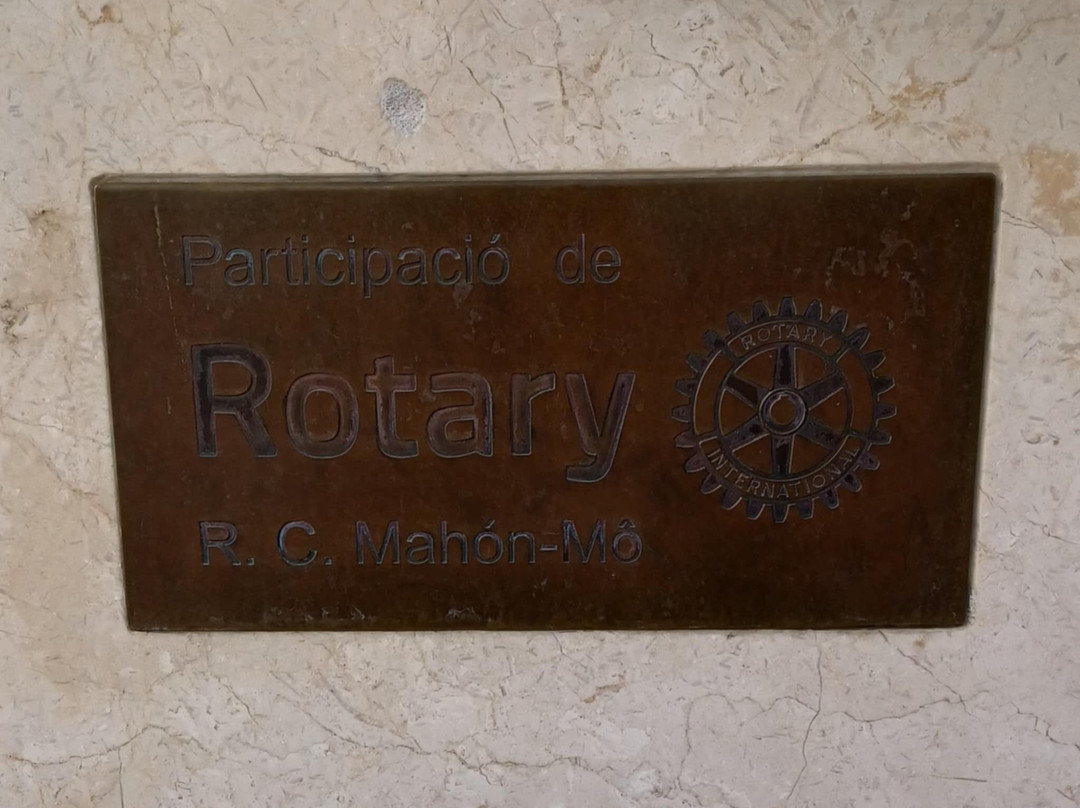 Participació de
Rotary
ROTARY
INTERNATIONAL
R. C. Mahón-Mô